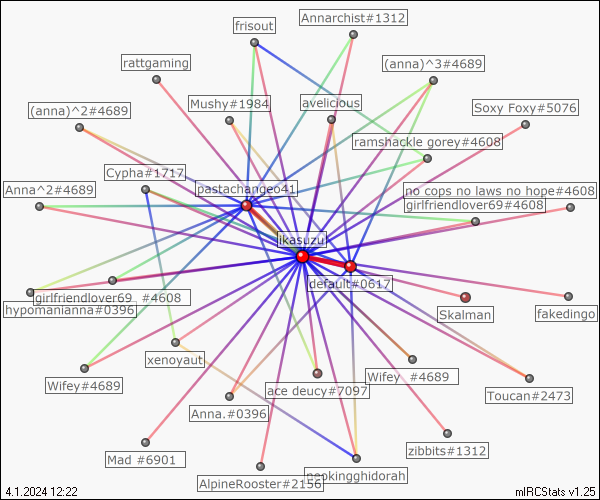 Annarchist#1312
frisout
(anna)^3#4689
rattgaming
(anna)^2#4689
Mushy#1984
avelicious
Soxy Foxy#5076
ramshackle gorey#4608
Cypha#1717
pastachangeo41
Anna^2#4689
no cops no laws no hope#4608
girlfriendlover69#4608
ikasuzu
default#0617
girlfriendlover69_#4608
hypomanianna#0396
Skalman
fakedingo
xenoyaut
Wifey#4689
Wifey_#4689
ace deucy#7097
Toucan#2473
Anna.#0396
zibbits#1312
Mad_#6901
AlpineRooster#2156
neokingghidorah
4.1.2024 12:22
mIRCStats v1.25